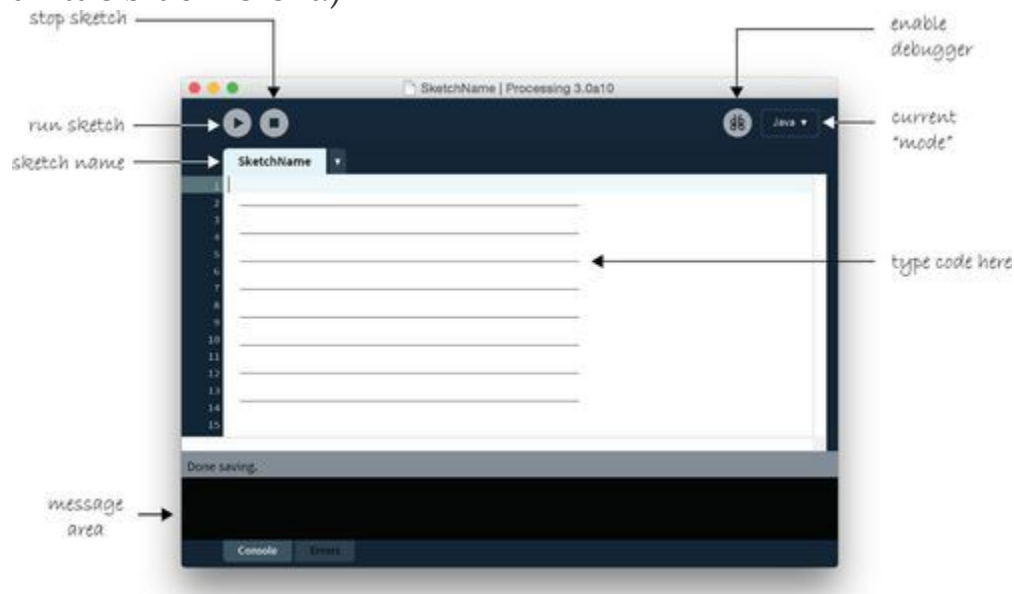 stop sketch
enable
debugger
SketchName | Processing 3.0a10
run sketch
Java
current
"mode"
sketch name
SketchName
1
2
3
4
5
6
7
8
9
10
11
12
13
14
15
type code here
Done saving.
message
area
Console
Errors